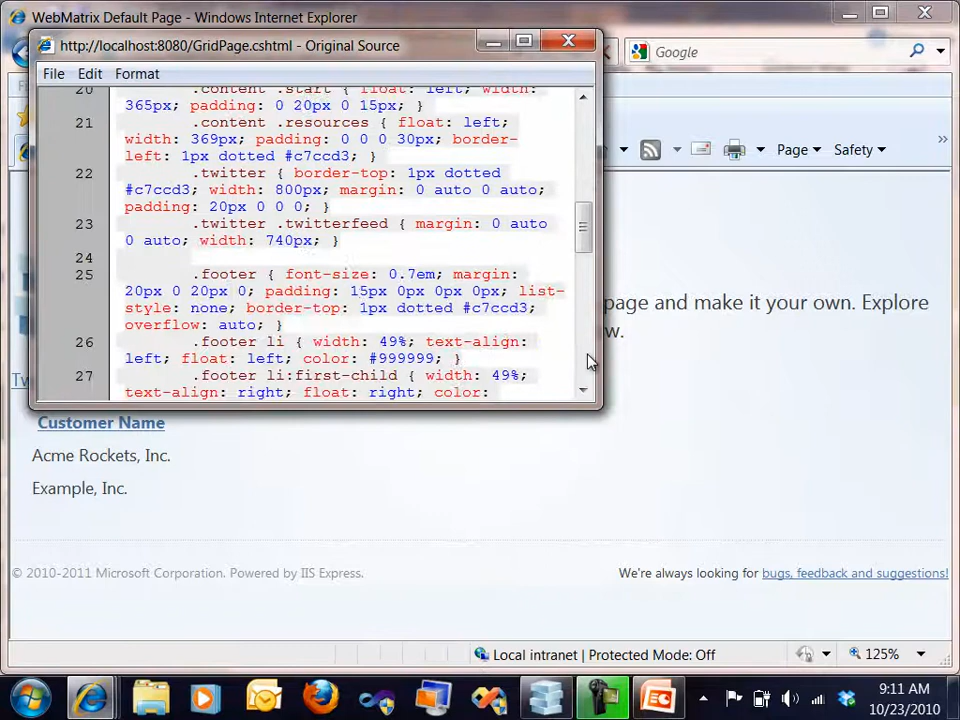 WebMatrix Default Page - Windows Internet Explorer
http://localhost:8080/GridPage.cshtml - Original Source
Google
File Edit Format
Page Safety
20 .content .start { float: left; width:
365px; padding: 0 20px 0 15px; }
21 .content .resources { float: left;
width: 369px; padding: 0 0 0 30px; border-
left: 1px dotted #c7ccd3; }
22 .twitter { border-top: 1px dotted
#c7ccd3; width: 800px; margin: 0 auto 0 auto;
padding: 20px 0 0 0; }
23 .twitter .twitterfeed { margin: 0 auto
0 auto; width: 740px; }
24
25 .footer { font-size: 0.7em; margin:
20px 0 20px 0; padding: 15px 0px 0px 0px; list-
style: none; border-top: 1px dotted #c7ccd3;
overflow: auto; }
26 .footer li { width: 49%; text-align:
left; float: left; color: #999999; }
27 .footer li:first-child { width: 49%;
text-align: right; float: right; color:
page and make it your own. Explore
w.
Tw
Customer Name
Acme Rockets, Inc.
Example, Inc.
© 2010-2011 Microsoft Corporation. Powered by IIS Express.
We're always looking for bugs, feedback and suggestions!
Local intranet | Protected Mode: Off
125%
9:11 AM
10/23/2010